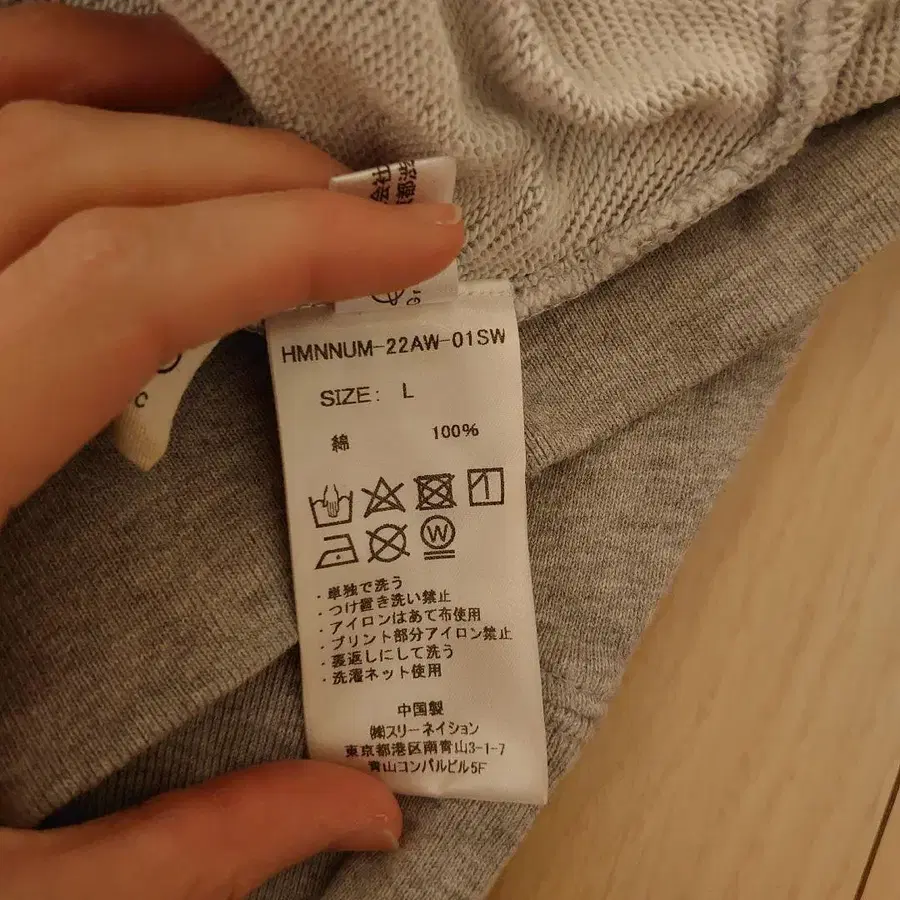 会社
都渋
HMNNUM-22AW-01SW
SIZE: L
綿 100%
W
・単独で洗う
・つけ置き洗い禁止
・アイロンはあて布使用
・プリント部分アイロン禁止
・裏返しにして洗う
・洗濯ネット使用
中国製
㈱スリーネイション
東京都港区南青山3-1-7
青山コンパルビル5F